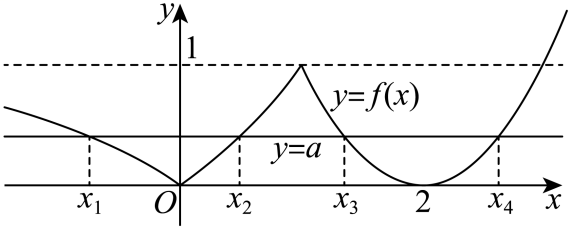 y
1
y=f(x)
y=a
x₁ O x₂ x₃ 2 x₄ x